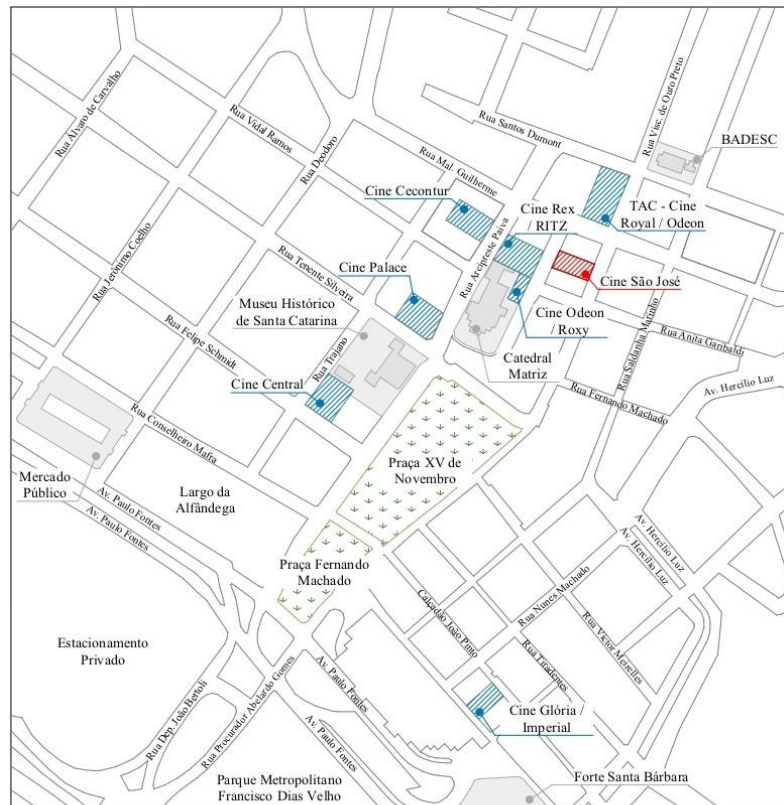 Rua Álvaro de Carvalho
Rua Vidal Ramos
Rua Deodoro
Rua Santos Dumont
Rua Visc. de Ouro Preto
BADESC
Rua Mal. Guilherme
Cine Cecontur
Cine Rex
/ RITZ
TAC - Cine
Royal / Odeon
Rua Arcipreste Paiva
Rua Jerônimo Coelho
Rua Tenente Silveira
Cine Palace
Cine São José
Museu Histórico
de Santa Catarina
Cine Odeon
/ Roxy
Rua Saldanha Marinho
Rua Anita Garibaldi
Rua Felipe Schmidt
Rua Trajano
Catedral
Matriz
Cine Central
Rua Fernando Machado
Av. Hercílio Luz
Rua Conselheiro Mafra
Praça XV de
Novembro
Mercado
Público
Largo da
Alfândega
Av. Paulo Fontes
Av. Paulo Fontes
Av. Hercílio Luz
Av. Hercílio Luz
Praça Fernando
Machado
Calçadão João Pinto
Rua Nunes Machado
Rua Victor Meirelles
Rua Tiradentes
Estacionamento
Privado
Rua Dep. João Bertoli
Rua Procurador Abelardo Gomes
Av. Paulo Fontes
Av. Paulo Fontes
Cine Glória /
Imperial
Parque Metropolitano
Francisco Dias Velho
Forte Santa Bárbara